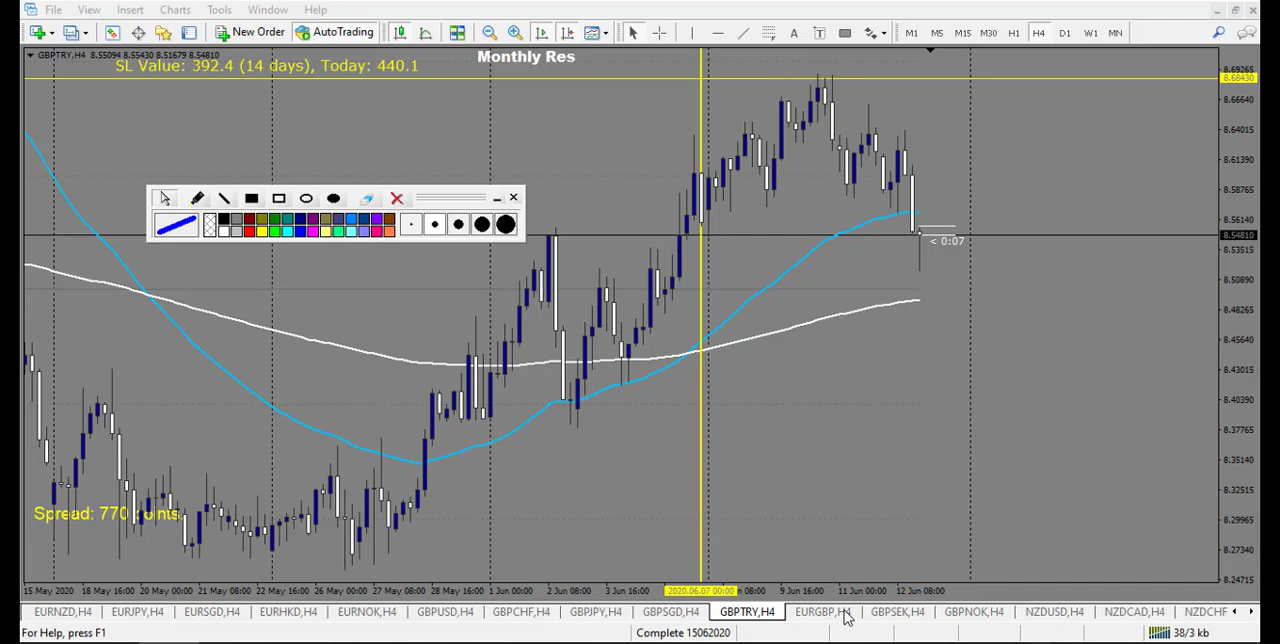 File View Insert Charts Tools Window Help
New Order AutoTrading A T M1 M5 M15 M30 H1 H4 D1 W1 MN
GBPTRY,H4 8.55094 8.55430 8.51679 8.54810
SL Value: 392.4 (14 days), Today: 440.1
Monthly Res
8.69265
8.68430
8.66640
8.64015
8.61390
8.58765
8.56140
8.54810
8.53515
8.50890
8.48265
8.45640
8.43015
8.40390
8.37765
8.35140
8.32515
8.29965
8.27340
8.24715
< 0:07
Spread: 770 points
15 May 2020 18 May 16:00 20 May 00:00 21 May 08:00 22 May 16:00 26 May 00:00 27 May 08:00 28 May 16:00 1 Jun 00:00 2 Jun 08:00 3 Jun 16:00 2020.06.07 00:00 Jun 08:00 9 Jun 16:00 11 Jun 00:00 12 Jun 08:00
EURNZD,H4 EURJPY,H4 EURSGD,H4 EURHKD,H4 EURNOK,H4 GBPUSD,H4 GBPCHF,H4 GBPJPY,H4 GBPSGD,H4 GBPTRY,H4 EURGBP,H4 GBPSEK,H4 GBPNOK,H4 NZDUSD,H4 NZDCAD,H4 NZDCHF
For Help, press F1 Complete 15062020 38/3 kb